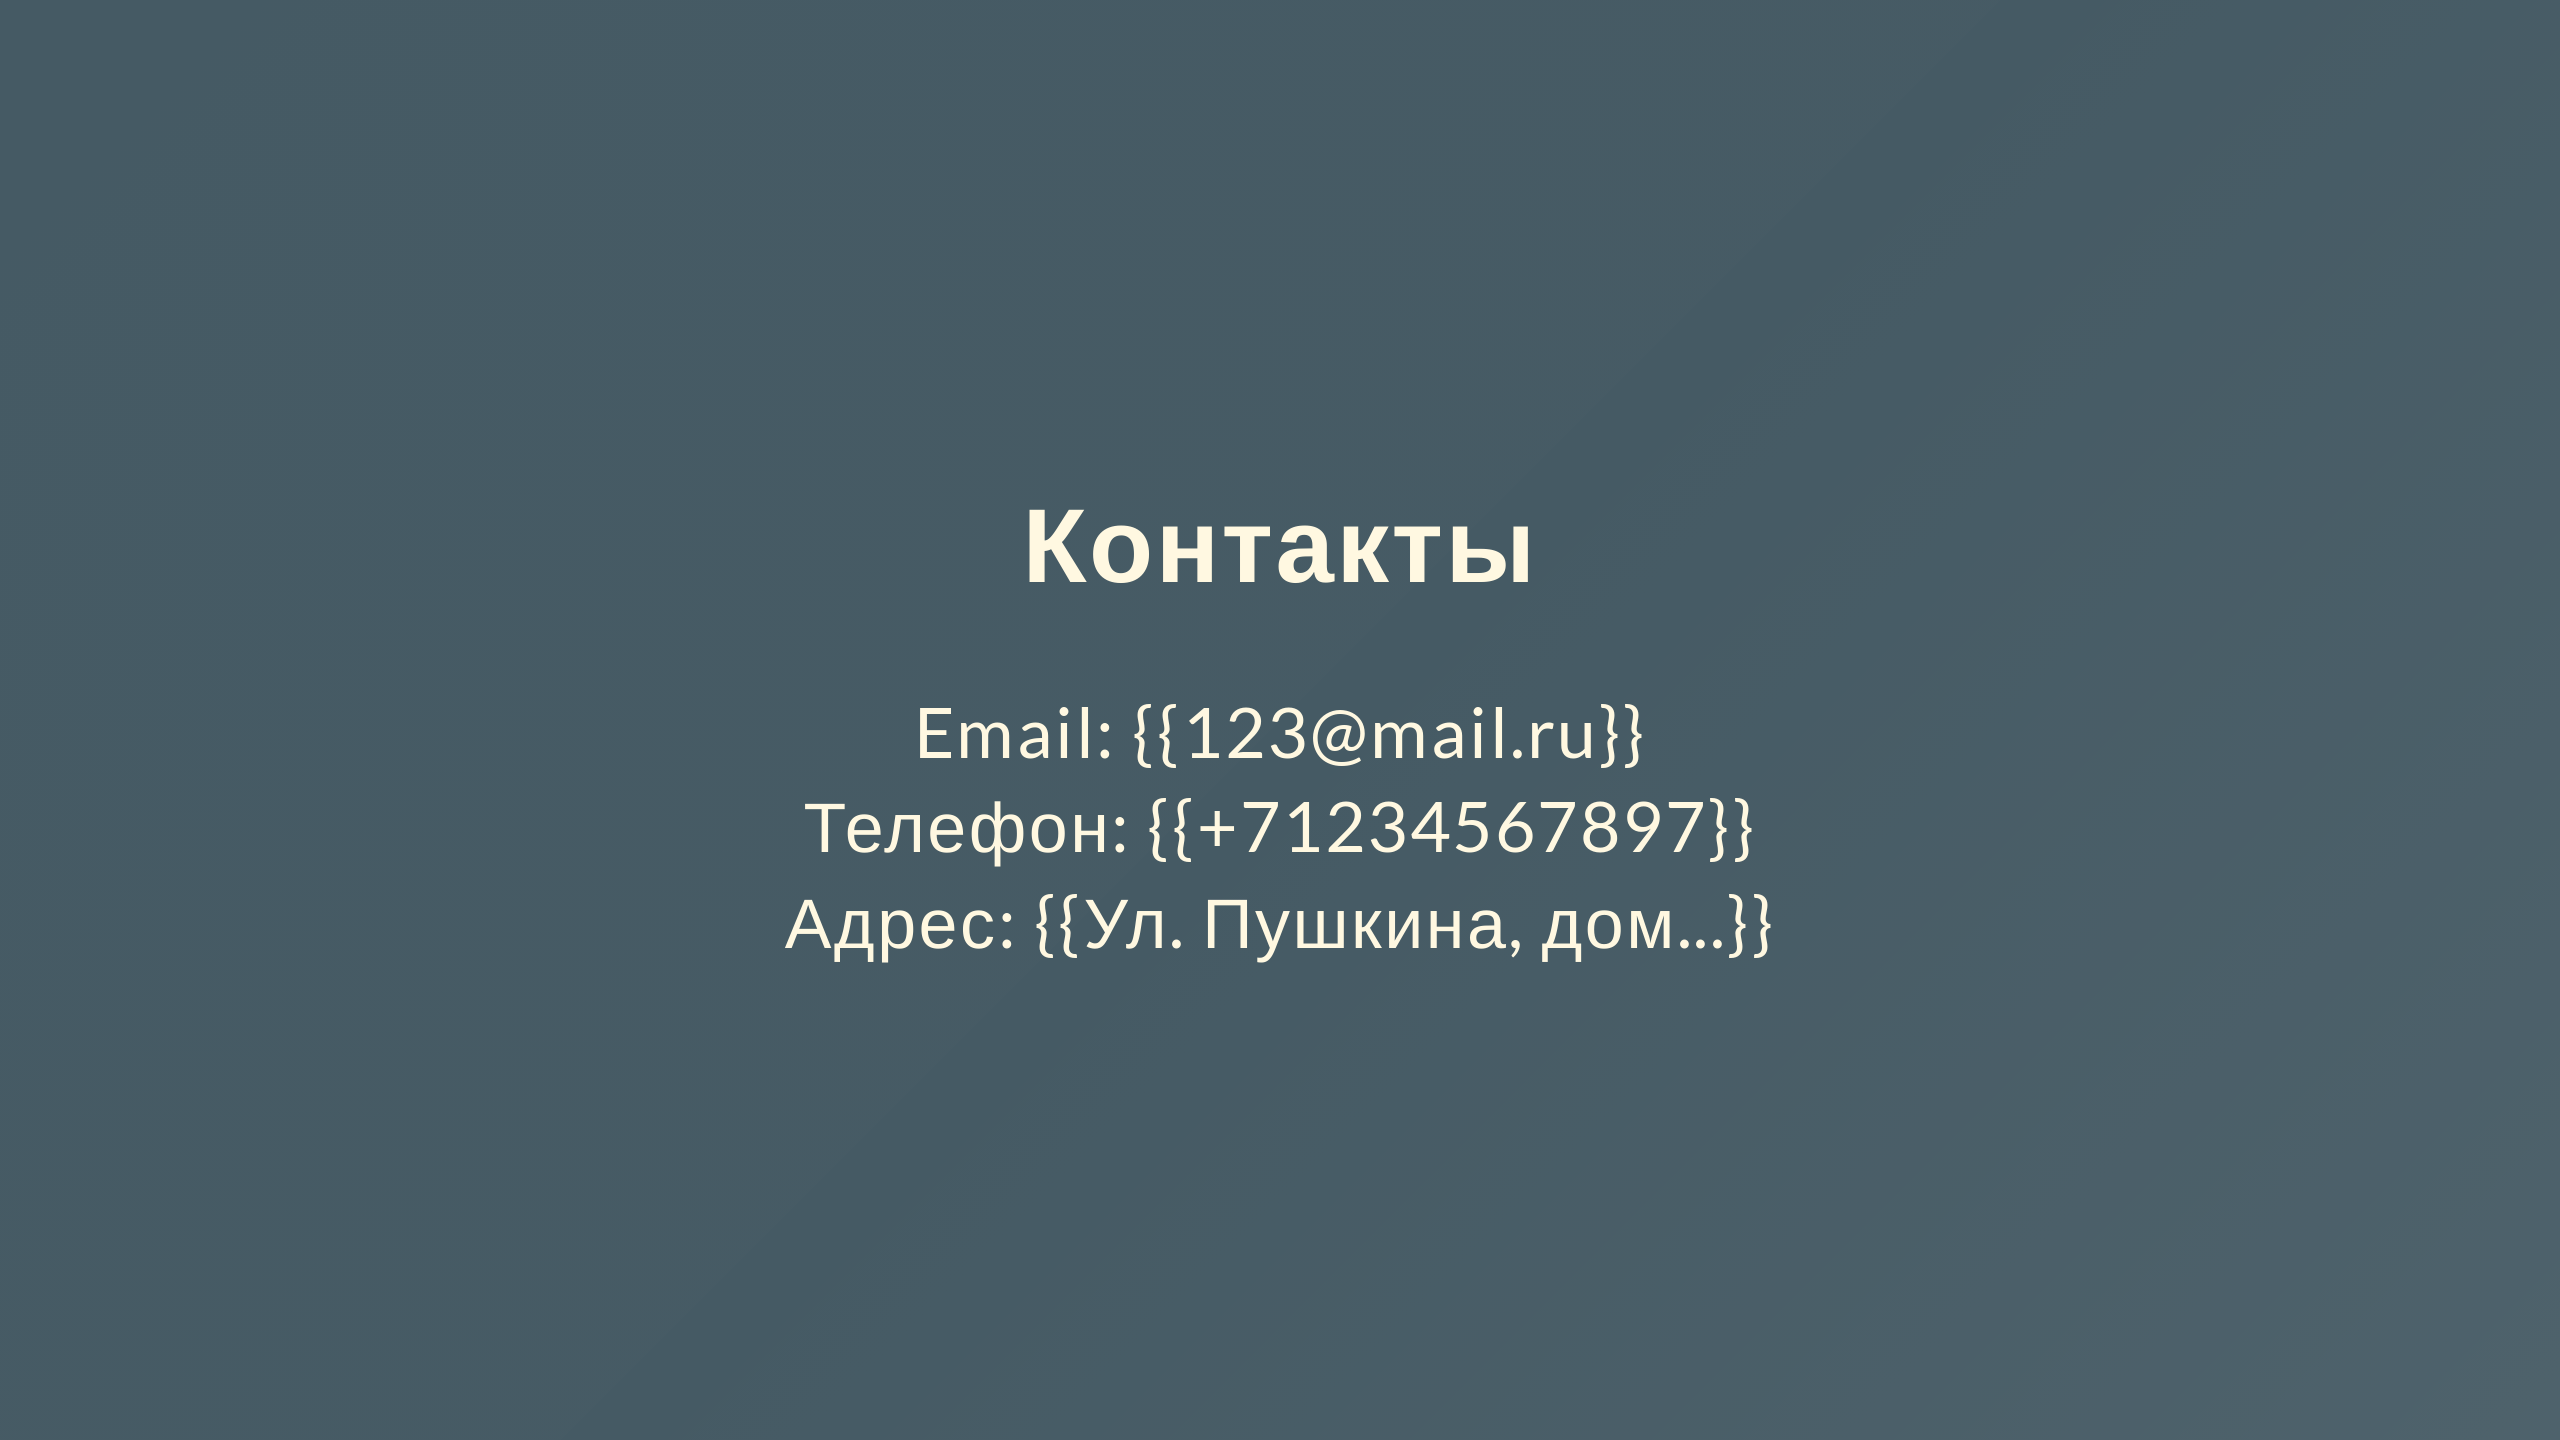 Контакты
Email: {{123@mail.ru}}
Телефон: {{+71234567897}}
Адрес: {{Ул. Пушкина, дом...}}